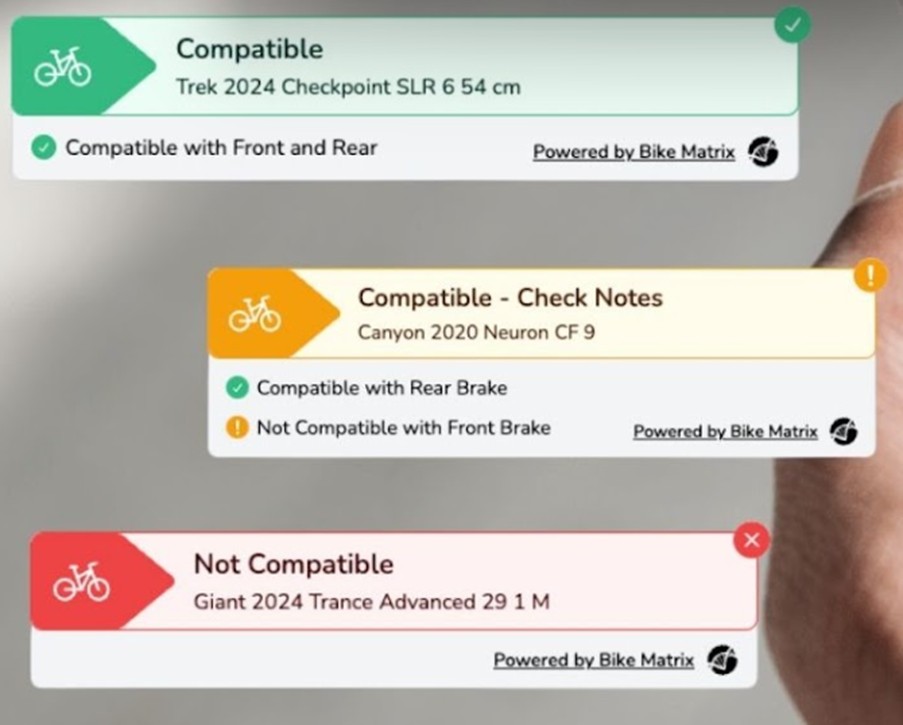 Compatible
Trek 2024 Checkpoint SLR 6 54 cm
Compatible with Front and Rear
Powered by Bike Matrix
Compatible - Check Notes
Canyon 2020 Neuron CF 9
Compatible with Rear Brake
Not Compatible with Front Brake
Powered by Bike Matrix
Not Compatible
Giant 2024 Trance Advanced 29 1 M
Powered by Bike Matrix